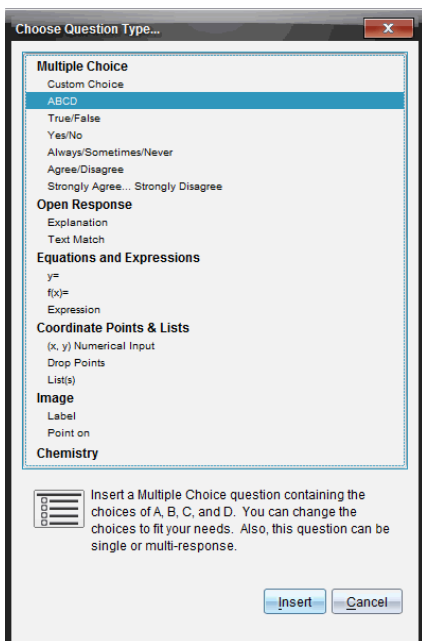 Choose Question Type...
Multiple Choice
Custom Choice
ABCD
True/False
Yes/No
Always/Sometimes/Never
Agree/Disagree
Strongly Agree... Strongly Disagree
Open Response
Explanation
Text Match
Equations and Expressions
y=
f(x)=
Expression
Coordinate Points & Lists
(x, y) Numerical Input
Drop Points
List(s)
Image
Label
Point on
Chemistry
Insert a Multiple Choice question containing the
choices of A, B, C, and D. You can change the
choices to fit your needs. Also, this question can be
single or multi-response.
Insert Cancel